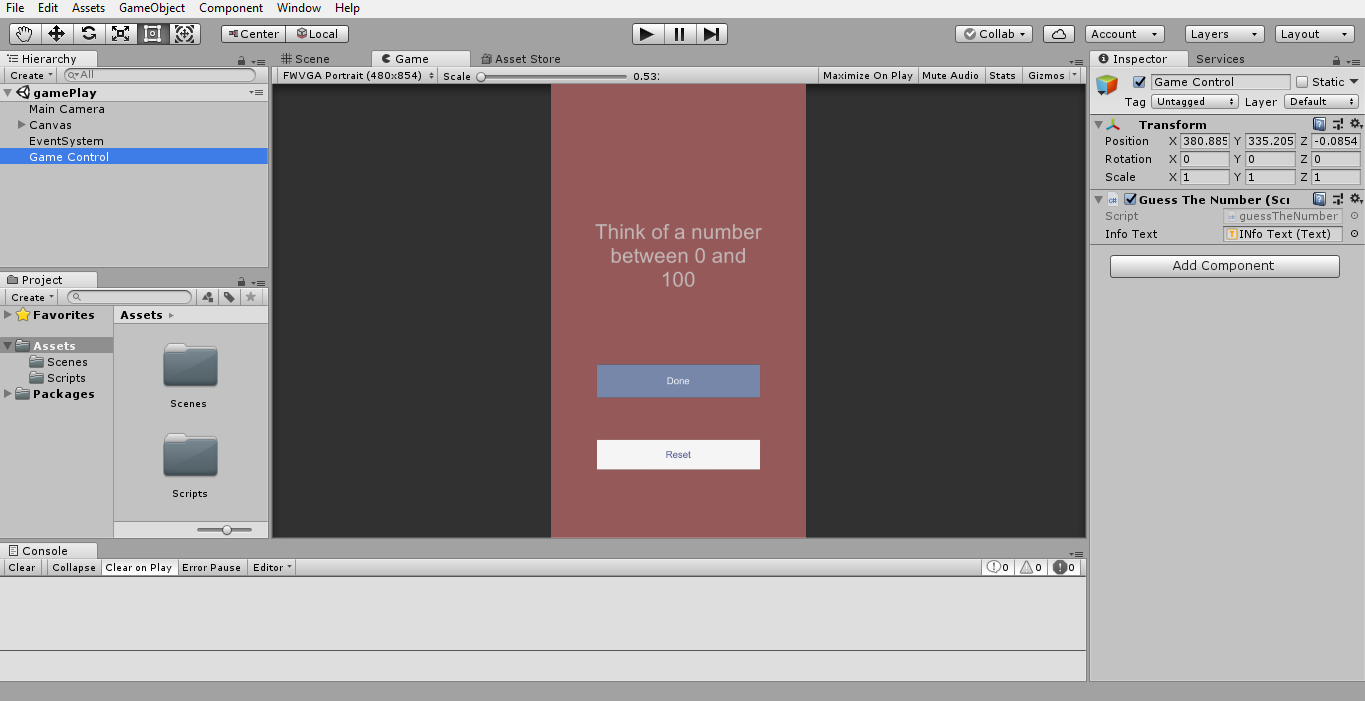 File Edit Assets GameObject Component Window Help
Center Local
Collab Account Layers Layout
Hierarchy
Create All
gamePlay
Main Camera
Canvas
EventSystem
Game Control
Scene Game Asset Store
FWVGA Portrait (480x854) Scale 0.53 Maximize On Play Mute Audio Stats Gizmos
Think of a number
between 0 and
100
Done
Reset
Inspector Services
Game Control Static
Tag Untagged Layer Default
Transform
Position X 380.885 Y 335.205 Z -0.0854
Rotation X 0 Y 0 Z 0
Scale X 1 Y 1 Z 1
Guess The Number (Scr
Script guessTheNumber
Info Text INfo Text (Text)
Add Component
Project
Create
Favorites
Assets
Scenes
Scripts
Packages
Assets
Scenes
Scripts
Console
Clear Collapse Clear on Play Error Pause Editor 0 0 0